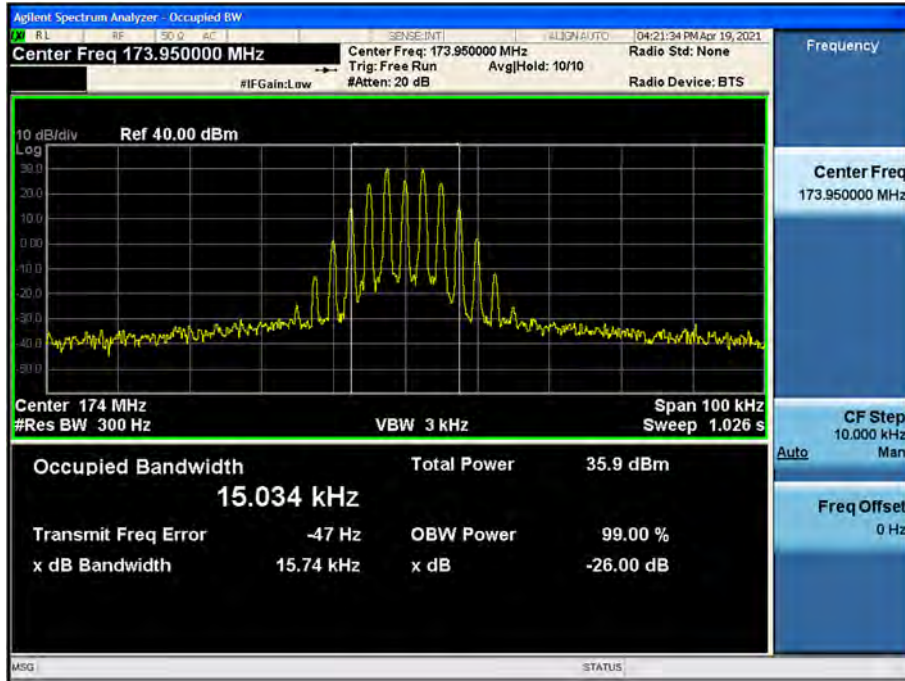 Agilent Spectrum Analyzer - Occupied BW
LXI RL RF 50 Ω AC SENSE:INT ALIGN AUTO 04:21:34 PM Apr 19, 2021
Center Freq 173.950000 MHz
Center Freq: 173.950000 MHz
Radio Std: None
Trig: Free Run Avg|Hold: 10/10
#IFGain:Low
#Atten: 20 dB
Radio Device: BTS
Frequency
10 dB/div Ref 40.00 dBm
Log
30.0
20.0
10.0
0.00
-10.0
-20.0
-30.0
-40.0
-50.0
Center 174 MHz
Span 100 kHz
#Res BW 300 Hz
VBW 3 kHz
Sweep 1.026 s
Center Freq
173.950000 MHz
CF Step
10.000 kHz
Auto Man
Freq Offset
0 Hz
Occupied Bandwidth
Total Power 35.9 dBm
15.034 kHz
Transmit Freq Error -47 Hz
OBW Power 99.00 %
x dB Bandwidth 15.74 kHz
x dB -26.00 dB
MSG
STATUS